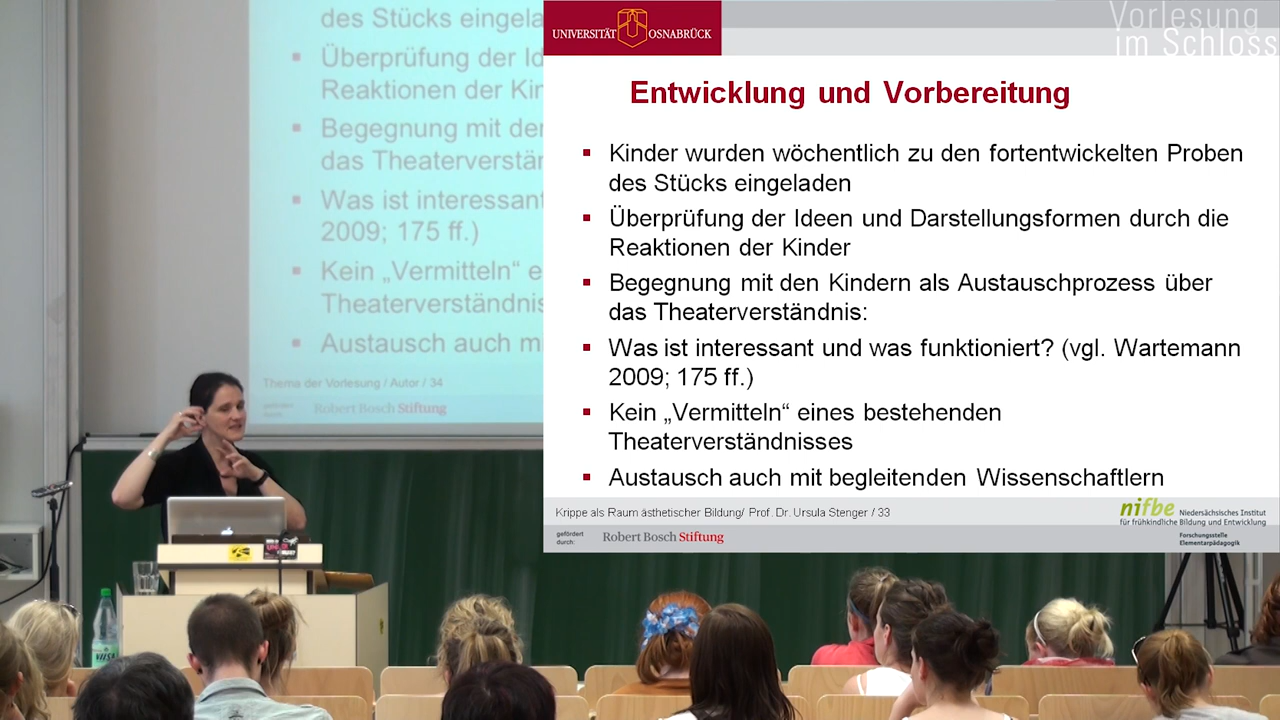 des Stücks eingela
Überprüfung der Id
Reaktionen der Kin
Begegnung mit den
das Theaterverstän
Was ist interessant
2009; 175 ff.)
Kein „Vermitteln“ e
Theaterverständnis
Austausch auch m
Thema der Vorlesung / Autor / 34
gefördert
durch:
Robert Bosch Stiftung
UNIVERSITÄT OSNABRÜCK
Vorlesung
im Schloss
Entwicklung und Vorbereitung
Kinder wurden wöchentlich zu den fortentwickelten Proben
des Stücks eingeladen
Überprüfung der Ideen und Darstellungsformen durch die
Reaktionen der Kinder
Begegnung mit den Kindern als Austauschprozess über
das Theaterverständnis:
Was ist interessant und was funktioniert? (vgl. Wartemann
2009; 175 ff.)
Kein „Vermitteln“ eines bestehenden
Theaterverständnisses
Austausch auch mit begleitenden Wissenschaftlern
Krippe als Raum ästhetischer Bildung/ Prof. Dr. Ursula Stenger / 33
nifbe Niedersächsisches Institut
für frühkindliche Bildung und Entwicklung
Forschungsstelle
Elementarpädagogik
gefördert
durch:
Robert Bosch Stiftung